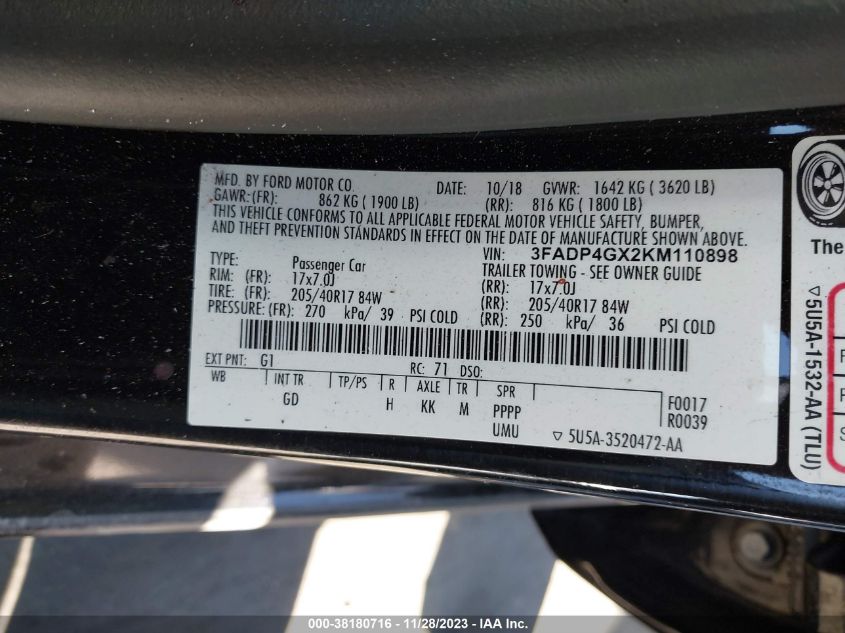 MFD. BY FORD MOTOR CO. DATE: 10/18 GVWR: 1642 KG ( 3620 LB)
GAWR:(FR): 862 KG ( 1900 LB) (RR): 816 KG ( 1800 LB)
THIS VEHICLE CONFORMS TO ALL APPLICABLE FEDERAL MOTOR VEHICLE SAFETY, BUMPER,
AND THEFT PREVENTION STANDARDS IN EFFECT ON THE DATE OF MANUFACTURE SHOWN ABOVE.
VIN: 3FADP4GX2KM110898
TYPE: Passenger Car TRAILER TOWING - SEE OWNER GUIDE
RIM: (FR): 17x7.0J (RR): 17x7.0J
TIRE: (FR): 205/40R17 84W (RR): 205/40R17 84W
PRESSURE:(FR): 270 kPa/ 39 PSI COLD (RR): 250 kPa/ 36 PSI COLD
EXT PNT: G1 RC: 71 DSO:
WB INT TR TP/PS R AXLE TR SPR
GD H KK M PPPP
UMU
F0017
R0039
▽ 5U5A-3520472-AA
The
▽5U5A-1532-AA (TLU)
F
F
S
000-38180716 - 11/28/2023 - IAA Inc.